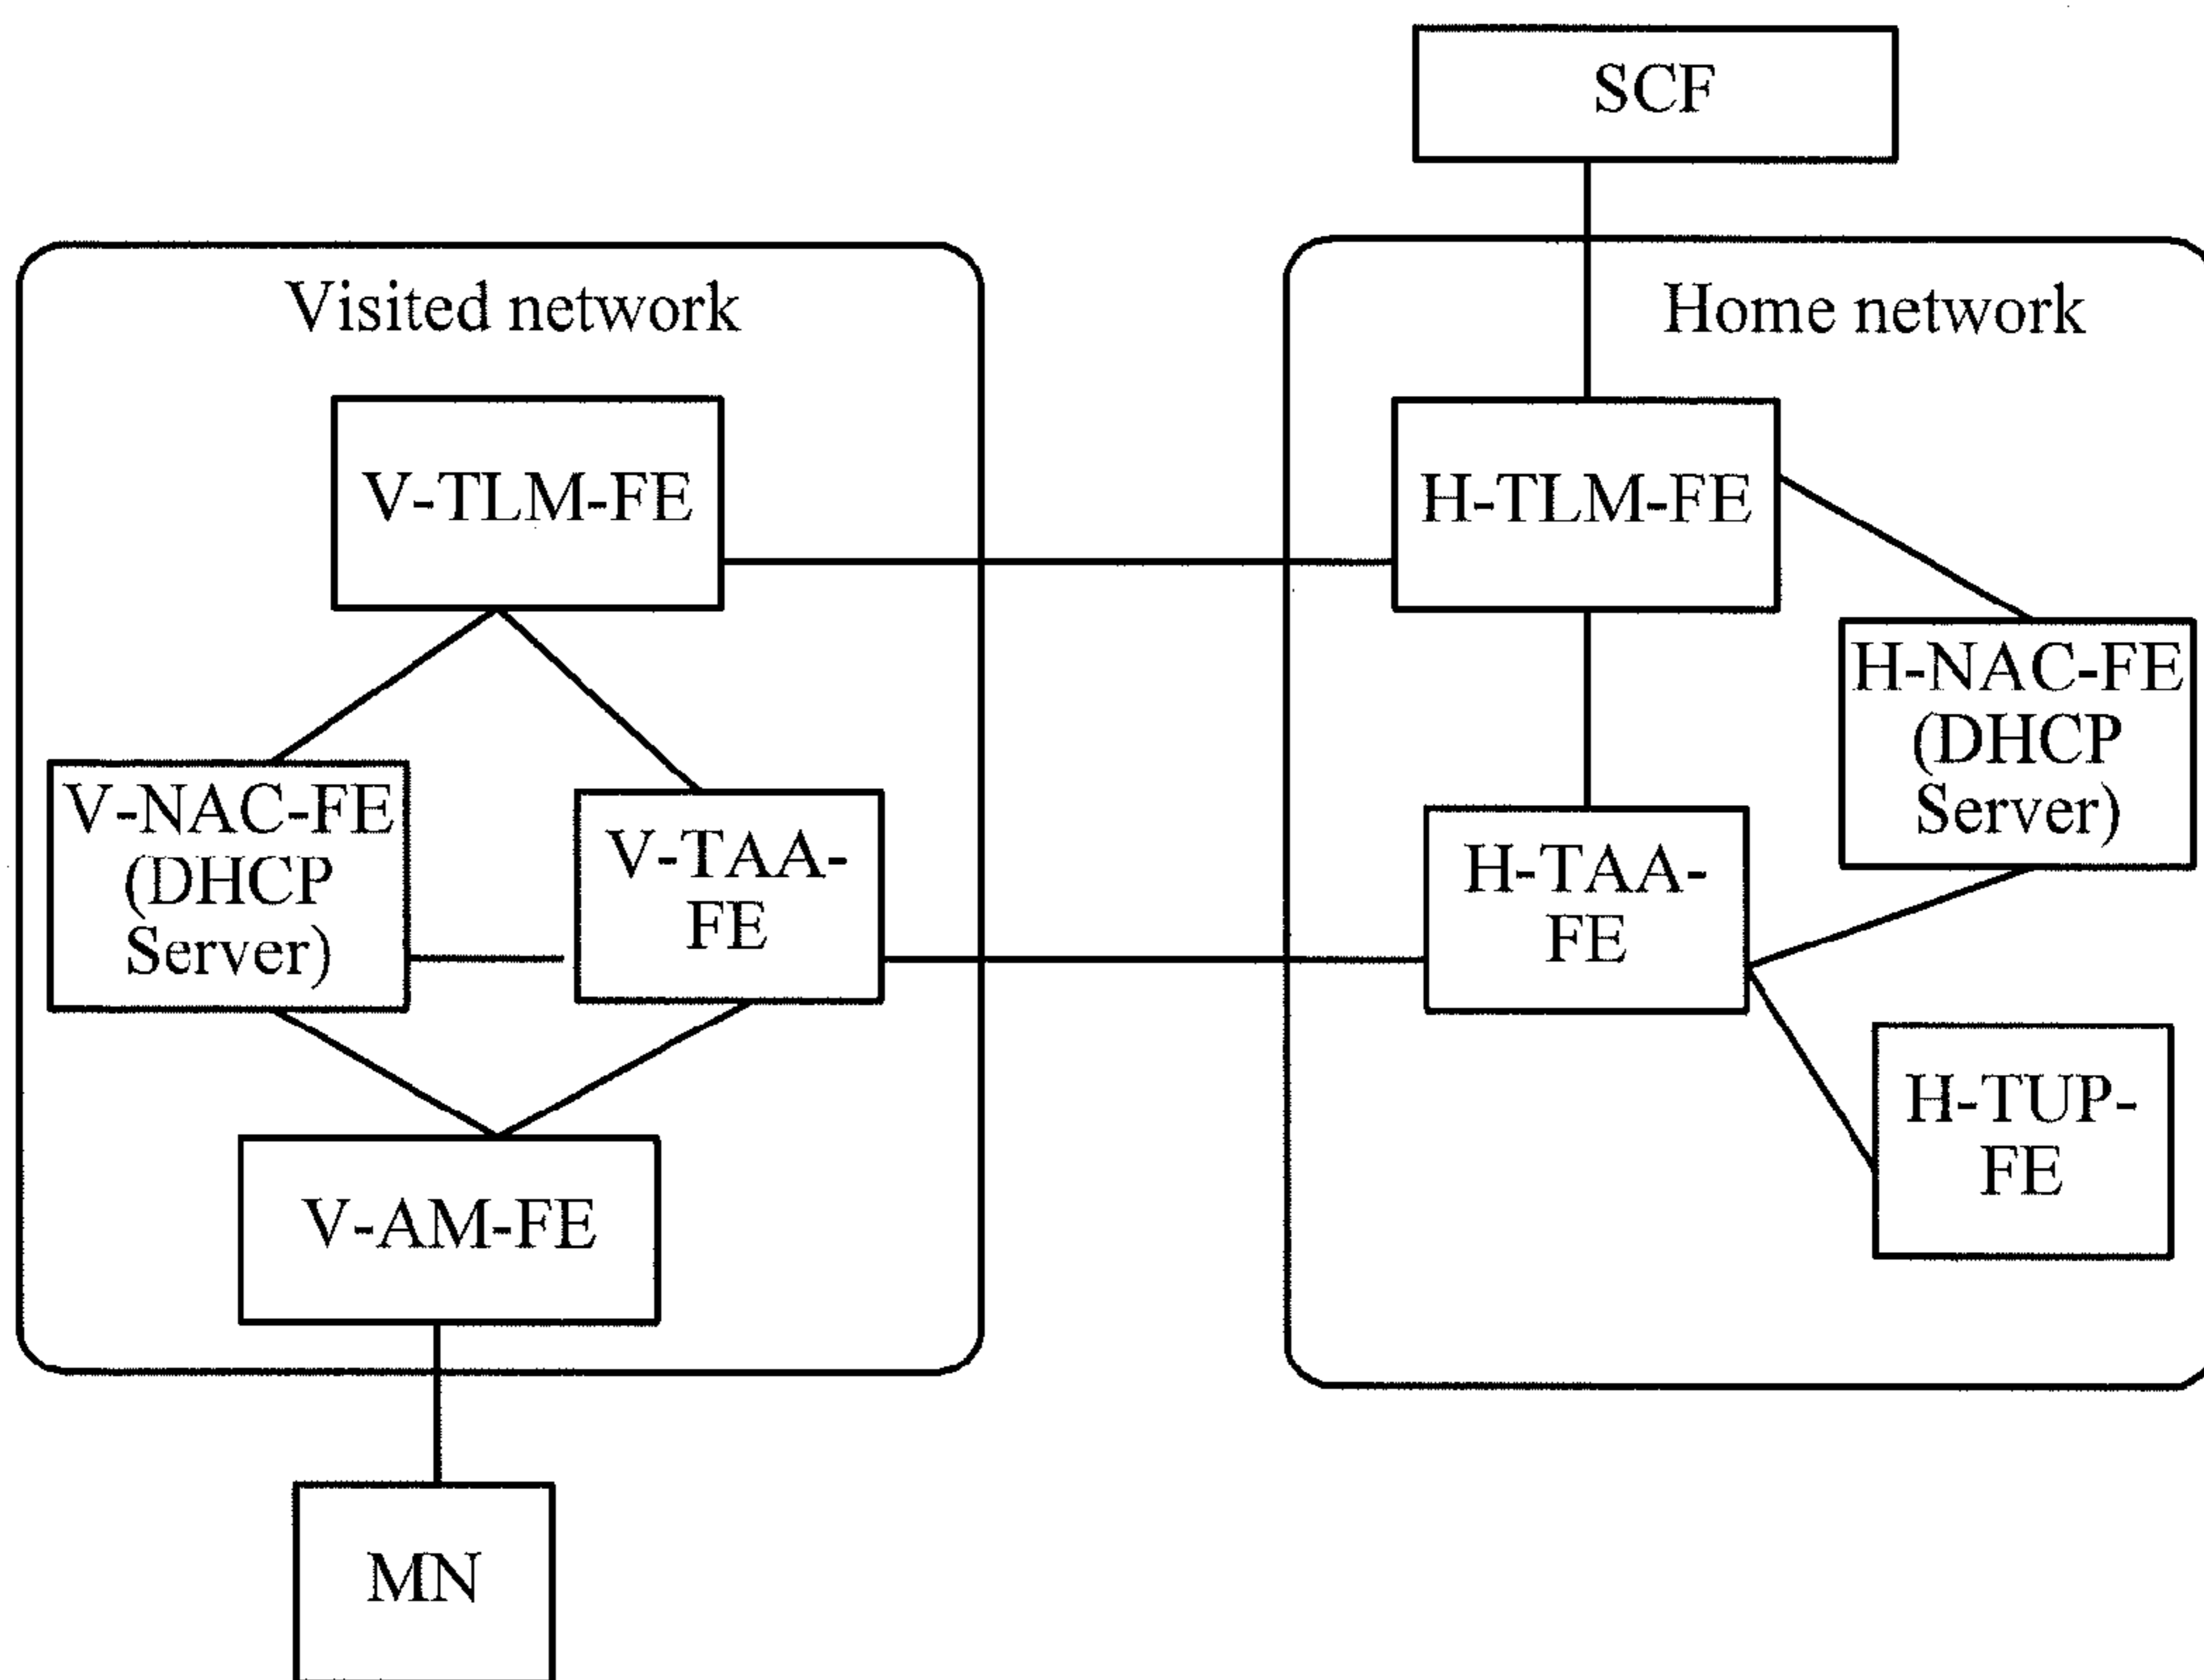 SCF
Visited network
Home network
V-TLM-FE
H-TLM-FE
H-NAC-FE
(DHCP
Server)
V-NAC-FE
(DHCP
Server)
V-TAA-
FE
H-TAA-
FE
H-TUP-
FE
V-AM-FE
MN